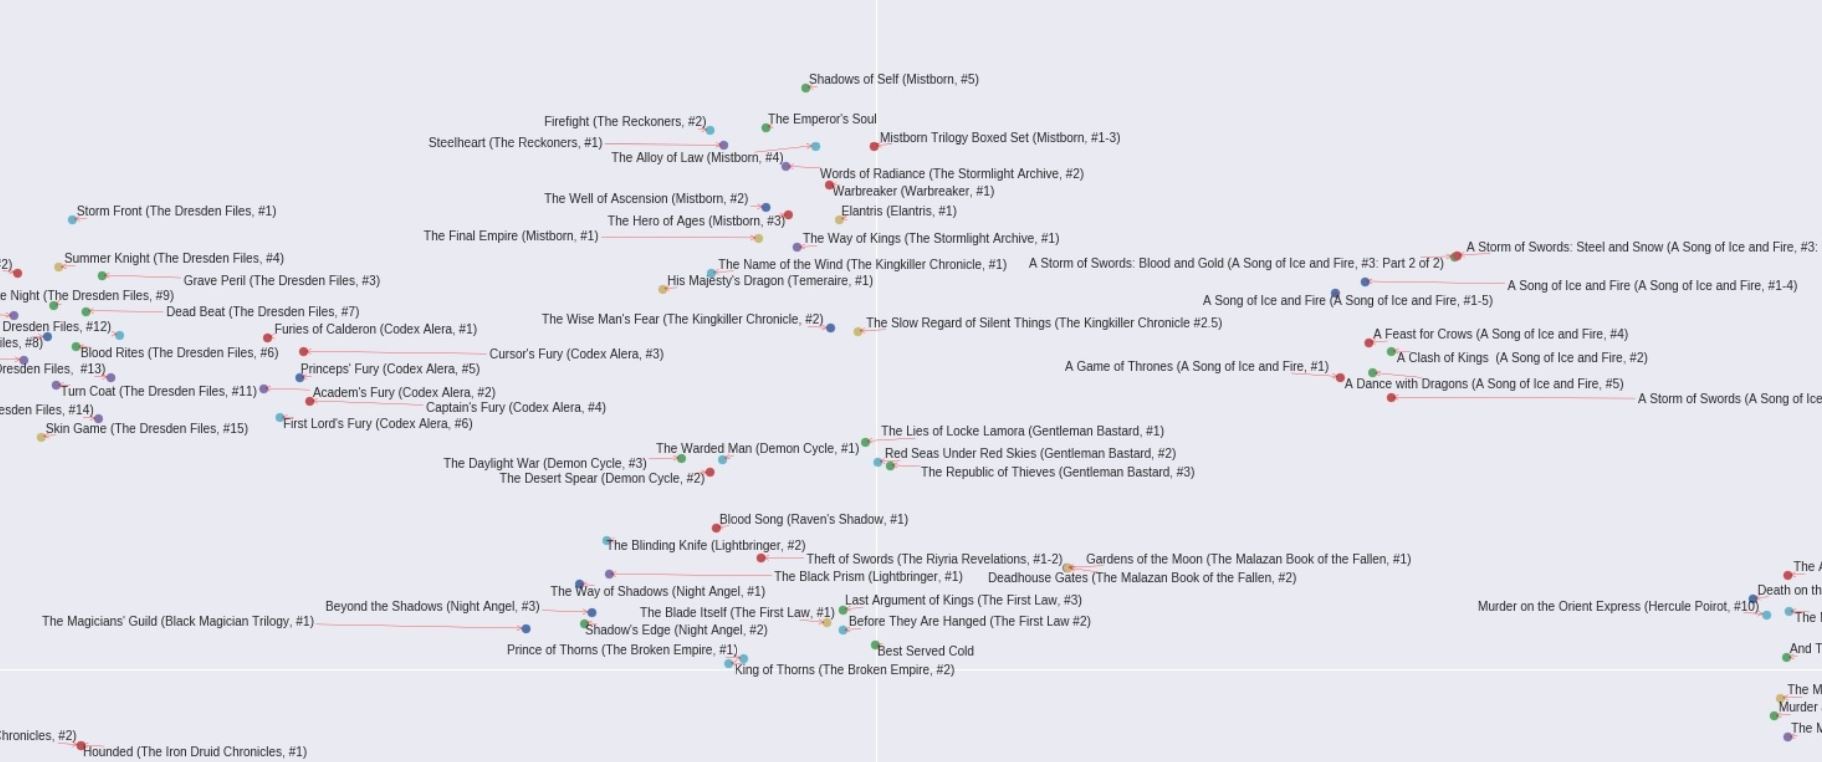 Shadows of Self (Mistborn, #5)
The Emperor's Soul
Firefight (The Reckoners, #2)
Steelheart (The Reckoners, #1)
Mistborn Trilogy Boxed Set (Mistborn, #1-3)
The Alloy of Law (Mistborn, #4)
Words of Radiance (The Stormlight Archive, #2)
Warbreaker (Warbreaker, #1)
The Well of Ascension (Mistborn, #2)
Storm Front (The Dresden Files, #1)
Elantris (Elantris, #1)
The Hero of Ages (Mistborn, #3)
The Final Empire (Mistborn, #1)
The Way of Kings (The Stormlight Archive, #1)
A Storm of Swords: Steel and Snow (A Song of Ice and Fire, #3:
Summer Knight (The Dresden Files, #4)
#2)
The Name of the Wind (The Kingkiller Chronicle, #1)
A Storm of Swords: Blood and Gold (A Song of Ice and Fire, #3: Part 2 of 2)
Grave Peril (The Dresden Files, #3)
His Majesty's Dragon (Temeraire, #1)
A Song of Ice and Fire (A Song of Ice and Fire, #1-4)
e Night (The Dresden Files, #9)
A Song of Ice and Fire (A Song of Ice and Fire, #1-5)
Dead Beat (The Dresden Files, #7)
The Wise Man's Fear (The Kingkiller Chronicle, #2)
The Slow Regard of Silent Things (The Kingkiller Chronicle #2.5)
Dresden Files, #12)
Furies of Calderon (Codex Alera, #1)
A Feast for Crows (A Song of Ice and Fire, #4)
iles, #8)
Blood Rites (The Dresden Files, #6)
Cursor's Fury (Codex Alera, #3)
A Clash of Kings (A Song of Ice and Fire, #2)
Dresden Files, #13)
Princeps' Fury (Codex Alera, #5)
A Game of Thrones (A Song of Ice and Fire, #1)
A Dance with Dragons (A Song of Ice and Fire, #5)
Turn Coat (The Dresden Files, #11)
Academ's Fury (Codex Alera, #2)
A Storm of Swords (A Song of Ice
Captain's Fury (Codex Alera, #4)
esden Files, #14)
First Lord's Fury (Codex Alera, #6)
Skin Game (The Dresden Files, #15)
The Lies of Locke Lamora (Gentleman Bastard, #1)
The Warded Man (Demon Cycle, #1)
Red Seas Under Red Skies (Gentleman Bastard, #2)
The Daylight War (Demon Cycle, #3)
The Republic of Thieves (Gentleman Bastard, #3)
The Desert Spear (Demon Cycle, #2)
Blood Song (Raven's Shadow, #1)
The Blinding Knife (Lightbringer, #2)
Theft of Swords (The Riyria Revelations, #1-2)
Gardens of the Moon (The Malazan Book of the Fallen, #1)
The Black Prism (Lightbringer, #1)
Deadhouse Gates (The Malazan Book of the Fallen, #2)
The Way of Shadows (Night Angel, #1)
Death on th
Last Argument of Kings (The First Law, #3)
Beyond the Shadows (Night Angel, #3)
Murder on the Orient Express (Hercule Poirot, #10)
The Blade Itself (The First Law, #1)
The Magicians' Guild (Black Magician Trilogy, #1)
Before They Are Hanged (The First Law #2)
Shadow's Edge (Night Angel, #2)
Prince of Thorns (The Broken Empire, #1)
Best Served Cold
And T
King of Thorns (The Broken Empire, #2)
The M
Murder
The M
Chronicles, #2)
Hounded (The Iron Druid Chronicles, #1)